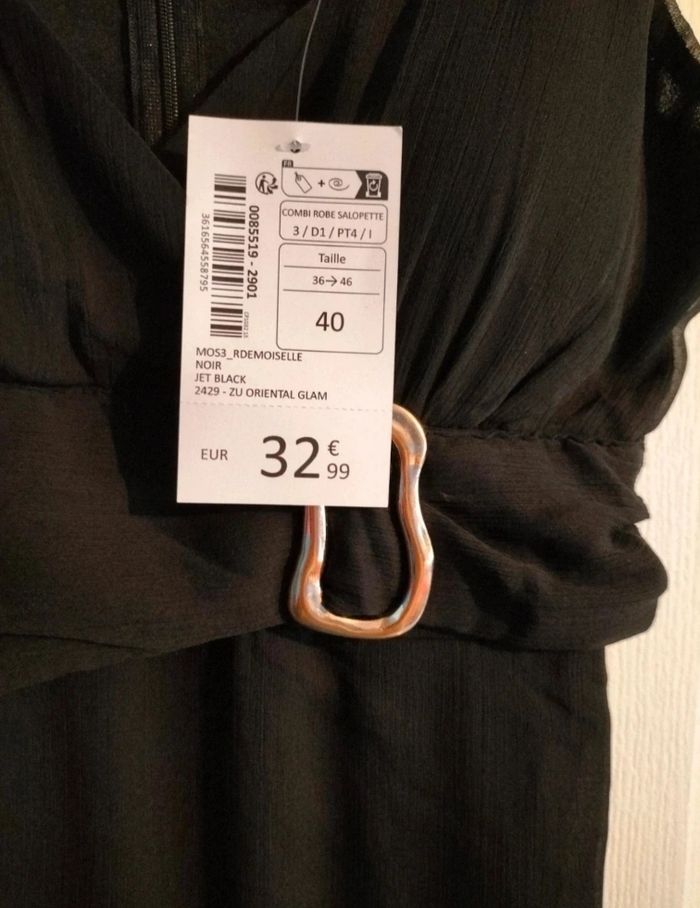 FR
+
COMBI ROBE SALOPETTE
3 / D1 / PT4 / I
Taille
36→46
40
0085519 - 2901
3616564558795
MOS3_RDEMOISELLE
NOIR
JET BLACK
2429 - ZU ORIENTAL GLAM
EUR 32 €99